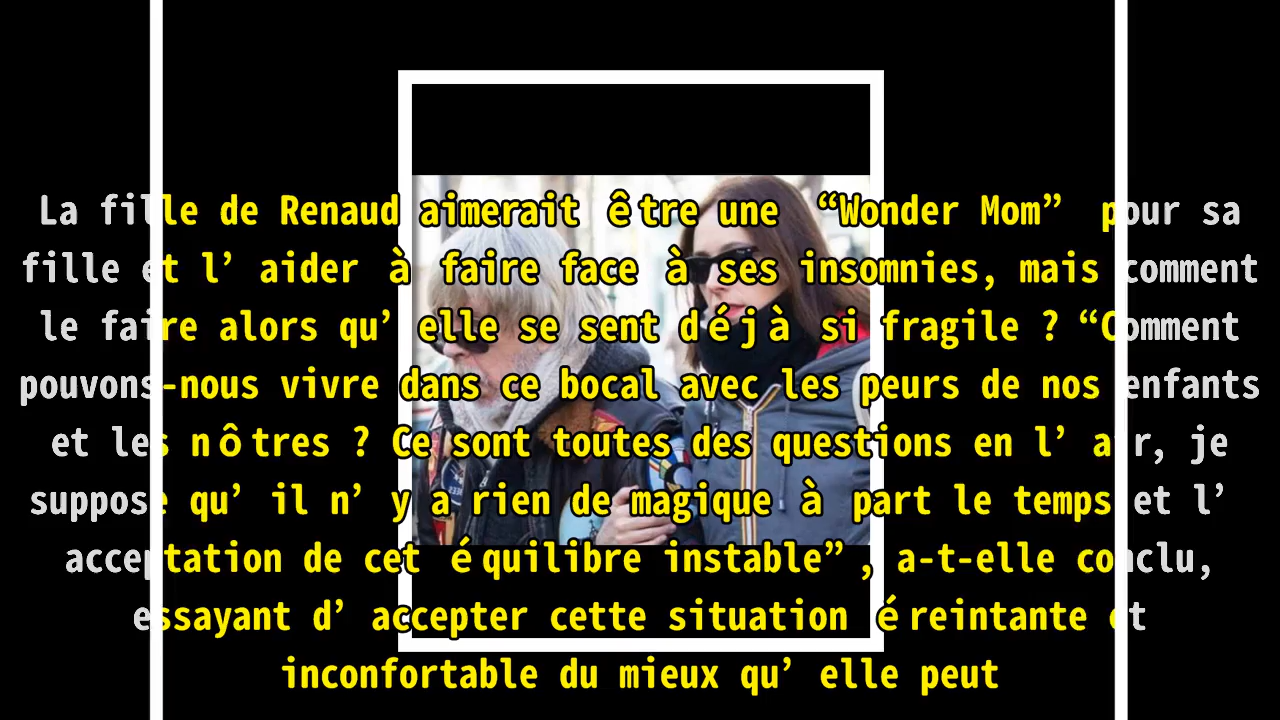 La fille de Renaud aimerait être une “Wonder Mom” pour sa
fille et l’ aider à faire face à ses insomnies, mais comment
le faire alors qu’ elle se sent déjà si fragile ? “Comment
pouvons-nous vivre dans ce bocal avec les peurs de nos enfants
et les nôtres ? Ce sont toutes des questions en l’ air, je
suppose qu’ il n’ y a rien de magique à part le temps et l’
acceptation de cet équilibre instable” , a-t-elle conclu,
essayant d’ accepter cette situation éreintante et
inconfortable du mieux qu’ elle peut